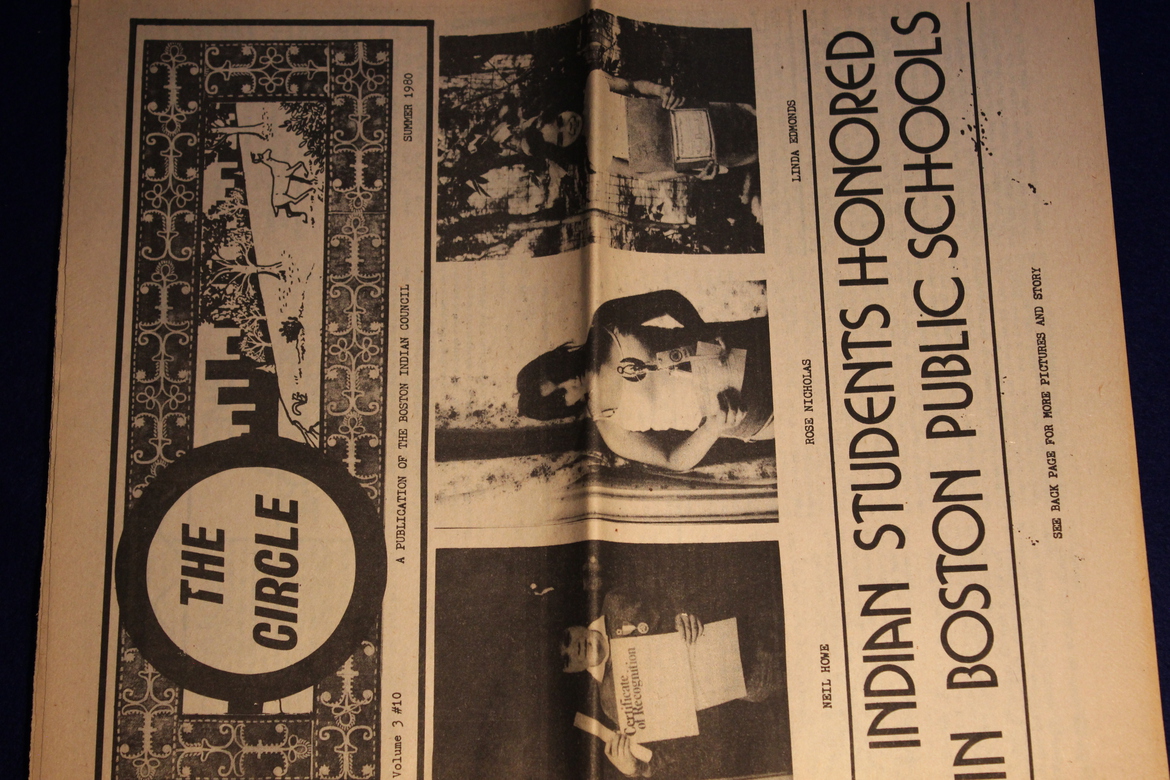 THE
CIRCLE
Volume 3 #10
A PUBLICATION OF THE BOSTON INDIAN COUNCIL
SUMMER 1980
Certificate
of Recognition
NEIL HOWE
ROSE NICHOLAS
LINDA EDMONDS
INDIAN STUDENTS HONORED
IN BOSTON PUBLIC SCHOOLS
SEE BACK PAGE FOR MORE PICTURES AND STORY